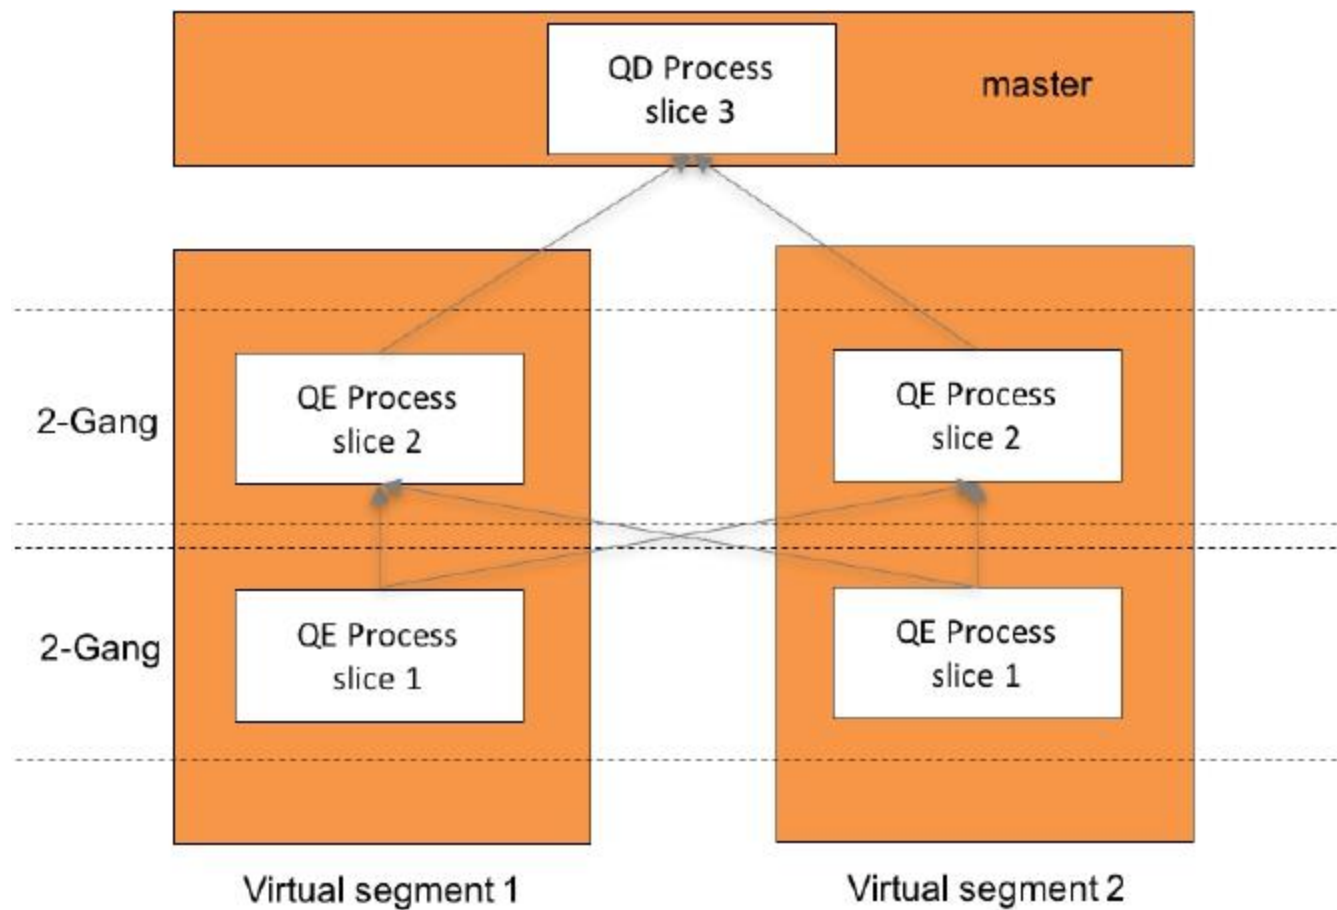 QD Process
slice 3
master
2-Gang
QE Process
slice 2
QE Process
slice 2
2-Gang
QE Process
slice 1
QE Process
slice 1
Virtual segment 1
Virtual segment 2